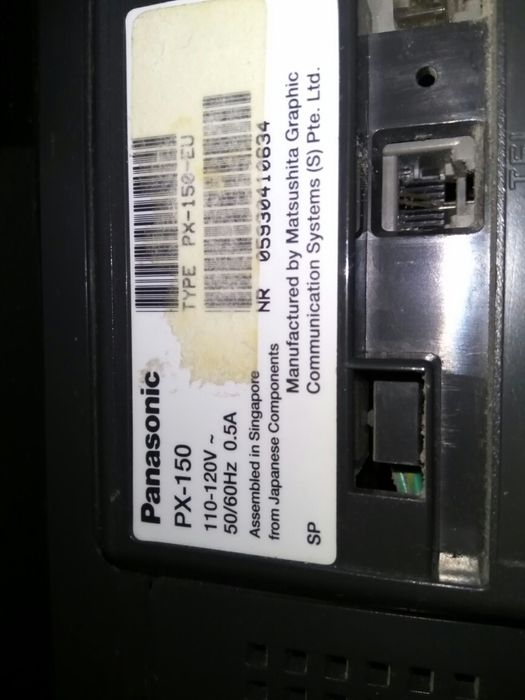 Panasonic
PX-150
110-120V ~
50/60Hz 0.5A
Assembled in Singapore
from Japanese Components
SP
TYPE PX-150-EU
NR 05930410634
Manufactured by Matsushita Graphic
Communication Systems (S) Pte. Ltd.